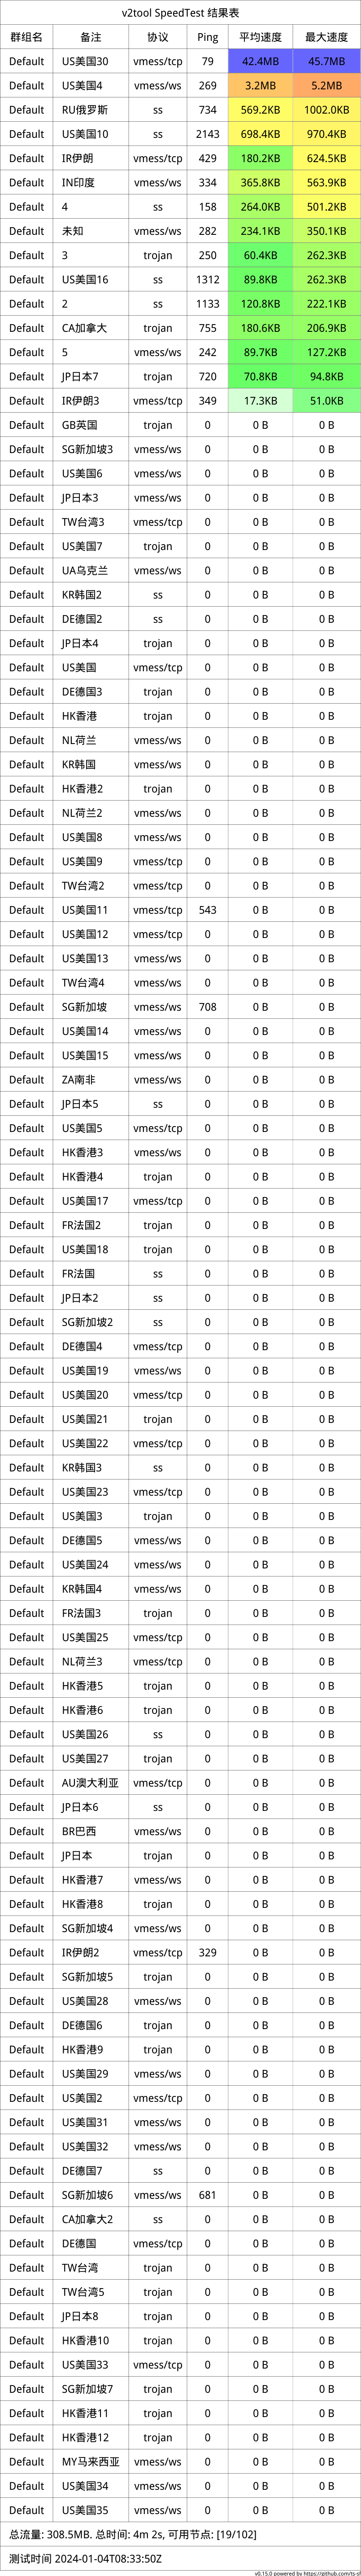 v2tool SpeedTest 结果表
群组名 备注 协议 Ping 平均速度 最大速度
Default US美国30 vmess/tcp 79 42.4MB 45.7MB
Default US美国4 vmess/ws 269 3.2MB 5.2MB
Default RU俄罗斯 ss 734 569.2KB 1002.0KB
Default US美国10 ss 2143 698.4KB 970.4KB
Default IR伊朗 vmess/tcp 429 180.2KB 624.5KB
Default IN印度 vmess/ws 334 365.8KB 563.9KB
Default 4 ss 158 264.0KB 501.2KB
Default 未知 vmess/ws 282 234.1KB 350.1KB
Default 3 trojan 250 60.4KB 262.3KB
Default US美国16 ss 1312 89.8KB 262.3KB
Default 2 ss 1133 120.8KB 222.1KB
Default CA加拿大 trojan 755 180.6KB 206.9KB
Default 5 vmess/ws 242 89.7KB 127.2KB
Default JP日本7 trojan 720 70.8KB 94.8KB
Default IR伊朗3 vmess/tcp 349 17.3KB 51.0KB
Default GB英国 trojan 0 0 B 0 B
Default SG新加坡3 vmess/ws 0 0 B 0 B
Default US美国6 vmess/ws 0 0 B 0 B
Default JP日本3 vmess/ws 0 0 B 0 B
Default TW台湾3 vmess/tcp 0 0 B 0 B
Default US美国7 trojan 0 0 B 0 B
Default UA乌克兰 vmess/ws 0 0 B 0 B
Default KR韩国2 ss 0 0 B 0 B
Default DE德国2 ss 0 0 B 0 B
Default JP日本4 trojan 0 0 B 0 B
Default US美国 vmess/tcp 0 0 B 0 B
Default DE德国3 trojan 0 0 B 0 B
Default HK香港 trojan 0 0 B 0 B
Default NL荷兰 vmess/ws 0 0 B 0 B
Default KR韩国 vmess/ws 0 0 B 0 B
Default HK香港2 trojan 0 0 B 0 B
Default NL荷兰2 vmess/ws 0 0 B 0 B
Default US美国8 vmess/ws 0 0 B 0 B
Default US美国9 vmess/tcp 0 0 B 0 B
Default TW台湾2 vmess/tcp 0 0 B 0 B
Default US美国11 vmess/tcp 543 0 B 0 B
Default US美国12 vmess/tcp 0 0 B 0 B
Default US美国13 vmess/ws 0 0 B 0 B
Default TW台湾4 vmess/ws 0 0 B 0 B
Default SG新加坡 vmess/ws 708 0 B 0 B
Default US美国14 vmess/ws 0 0 B 0 B
Default US美国15 vmess/ws 0 0 B 0 B
Default ZA南非 vmess/ws 0 0 B 0 B
Default JP日本5 ss 0 0 B 0 B
Default US美国5 vmess/tcp 0 0 B 0 B
Default HK香港3 vmess/ws 0 0 B 0 B
Default HK香港4 trojan 0 0 B 0 B
Default US美国17 vmess/tcp 0 0 B 0 B
Default FR法国2 trojan 0 0 B 0 B
Default US美国18 trojan 0 0 B 0 B
Default FR法国 ss 0 0 B 0 B
Default JP日本2 ss 0 0 B 0 B
Default SG新加坡2 ss 0 0 B 0 B
Default DE德国4 vmess/tcp 0 0 B 0 B
Default US美国19 vmess/ws 0 0 B 0 B
Default US美国20 vmess/tcp 0 0 B 0 B
Default US美国21 trojan 0 0 B 0 B
Default US美国22 vmess/tcp 0 0 B 0 B
Default KR韩国3 ss 0 0 B 0 B
Default US美国23 vmess/tcp 0 0 B 0 B
Default US美国3 trojan 0 0 B 0 B
Default DE德国5 vmess/ws 0 0 B 0 B
Default US美国24 vmess/ws 0 0 B 0 B
Default KR韩国4 vmess/ws 0 0 B 0 B
Default FR法国3 trojan 0 0 B 0 B
Default US美国25 vmess/tcp 0 0 B 0 B
Default NL荷兰3 vmess/tcp 0 0 B 0 B
Default HK香港5 trojan 0 0 B 0 B
Default HK香港6 trojan 0 0 B 0 B
Default US美国26 ss 0 0 B 0 B
Default US美国27 trojan 0 0 B 0 B
Default AU澳大利亚 vmess/tcp 0 0 B 0 B
Default JP日本6 ss 0 0 B 0 B
Default BR巴西 vmess/ws 0 0 B 0 B
Default JP日本 trojan 0 0 B 0 B
Default HK香港7 vmess/ws 0 0 B 0 B
Default HK香港8 trojan 0 0 B 0 B
Default SG新加坡4 vmess/ws 0 0 B 0 B
Default IR伊朗2 vmess/tcp 329 0 B 0 B
Default SG新加坡5 trojan 0 0 B 0 B
Default US美国28 vmess/ws 0 0 B 0 B
Default DE德国6 trojan 0 0 B 0 B
Default HK香港9 trojan 0 0 B 0 B
Default US美国29 vmess/ws 0 0 B 0 B
Default US美国2 vmess/tcp 0 0 B 0 B
Default US美国31 vmess/ws 0 0 B 0 B
Default US美国32 vmess/ws 0 0 B 0 B
Default DE德国7 ss 0 0 B 0 B
Default SG新加坡6 vmess/ws 681 0 B 0 B
Default CA加拿大2 ss 0 0 B 0 B
Default DE德国 vmess/tcp 0 0 B 0 B
Default TW台湾 trojan 0 0 B 0 B
Default TW台湾5 trojan 0 0 B 0 B
Default JP日本8 trojan 0 0 B 0 B
Default HK香港10 trojan 0 0 B 0 B
Default US美国33 vmess/tcp 0 0 B 0 B
Default SG新加坡7 trojan 0 0 B 0 B
Default HK香港11 trojan 0 0 B 0 B
Default HK香港12 trojan 0 0 B 0 B
Default MY马来西亚 vmess/ws 0 0 B 0 B
Default US美国34 vmess/ws 0 0 B 0 B
Default US美国35 vmess/ws 0 0 B 0 B
总流量: 308.5MB. 总时间: 4m 2s, 可用节点: [19/102]
测试时间 2024-01-04T08:33:50Z
v0.15.0 powered by https://github.com/ts-sf